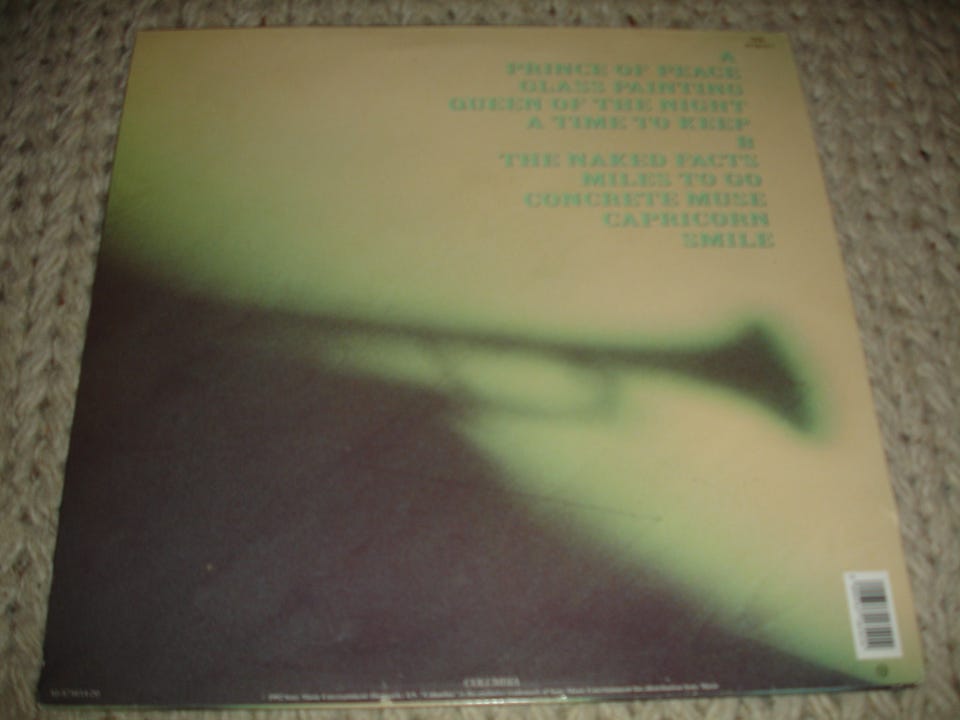 A
PRINCE OF PEACE
GLASS PAINTING
QUEEN OF THE NIGHT
A TIME TO KEEP
B
THE NAKED FACTS
MILES TO GO
CONCRETE MUSE
CAPRICORN
SMILE
COLUMBIA